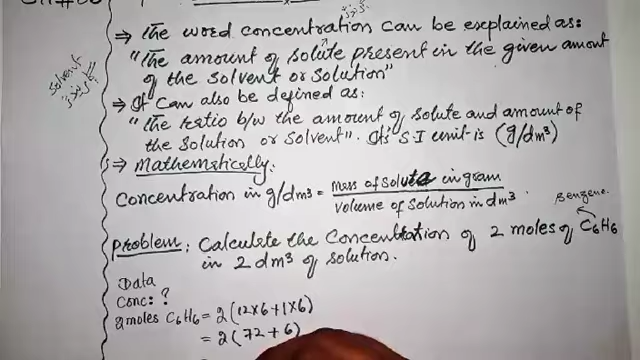 ⇒ The word concentration can be explained as:
"The amount of solute present in the given amount
of the solvent or solution"
solvent
⇒ It can also be defined as:
"The ratio b/w the amount of solute and amount of
the solution or solvent". Its S.I unit is (g/dm³)
⇒ Mathematically:
Concentration in g/dm³ = Mass of solute in gram
Volume of solution in dm³.
Benzene.
Problem: Calculate the Concentration of 2 moles of C6H6
in 2 dm³ of solution.
Data
Conc: ?
2 moles C6H6 = 2(12×6+1×6)
= 2(72+6)